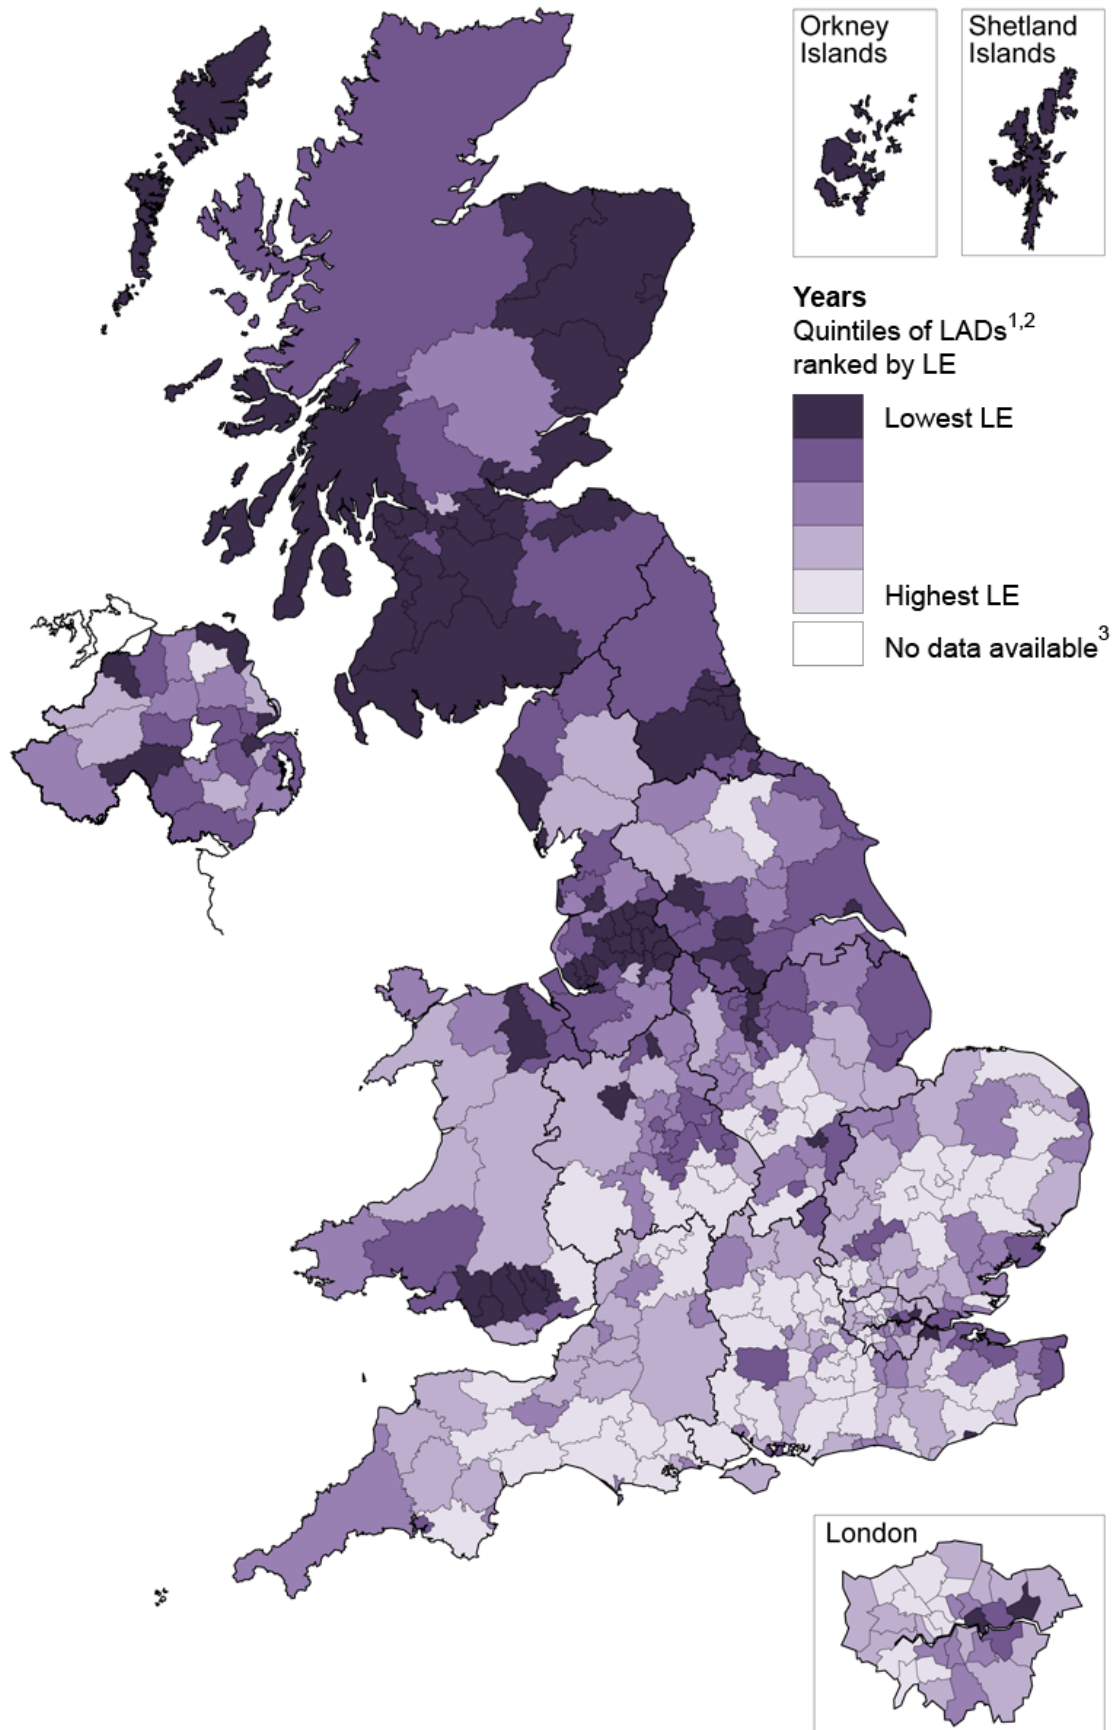 Orkney
Islands
Shetland
Islands
Years
Quintiles of LADs1,2
ranked by LE
Lowest LE
Highest LE
No data available3
London